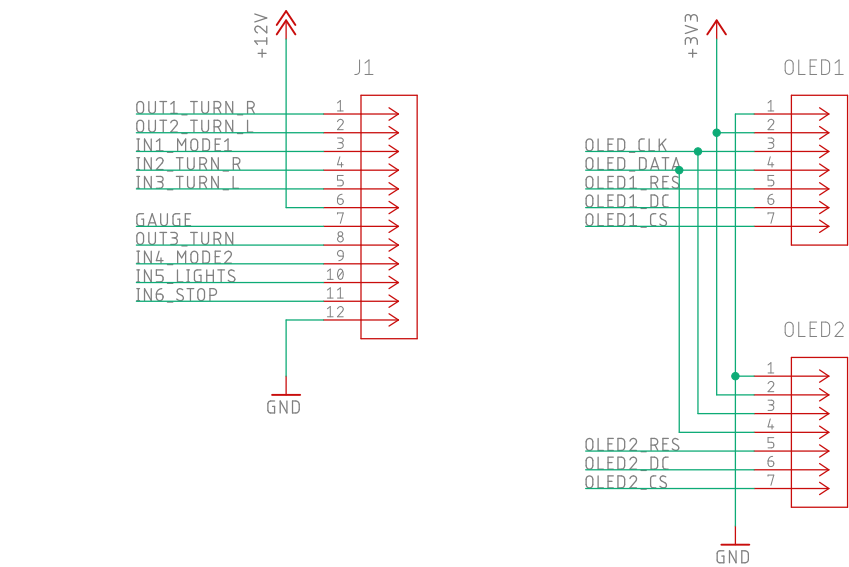 +12V
J1
OUT1_TURN_R 1
OUT2_TURN_L 2
IN1_MODE1 3
IN2_TURN_R 4
IN3_TURN_L 5
6
GAUGE 7
OUT3_TURN 8
IN4_MODE2 9
IN5_LIGHTS 10
IN6_STOP 11
12
GND
+3V3
OLED1
1
2
OLED_CLK 3
OLED_DATA 4
OLED1_RES 5
OLED1_DC 6
OLED1_CS 7
OLED2
1
2
3
4
OLED2_RES 5
OLED2_DC 6
OLED2_CS 7
GND